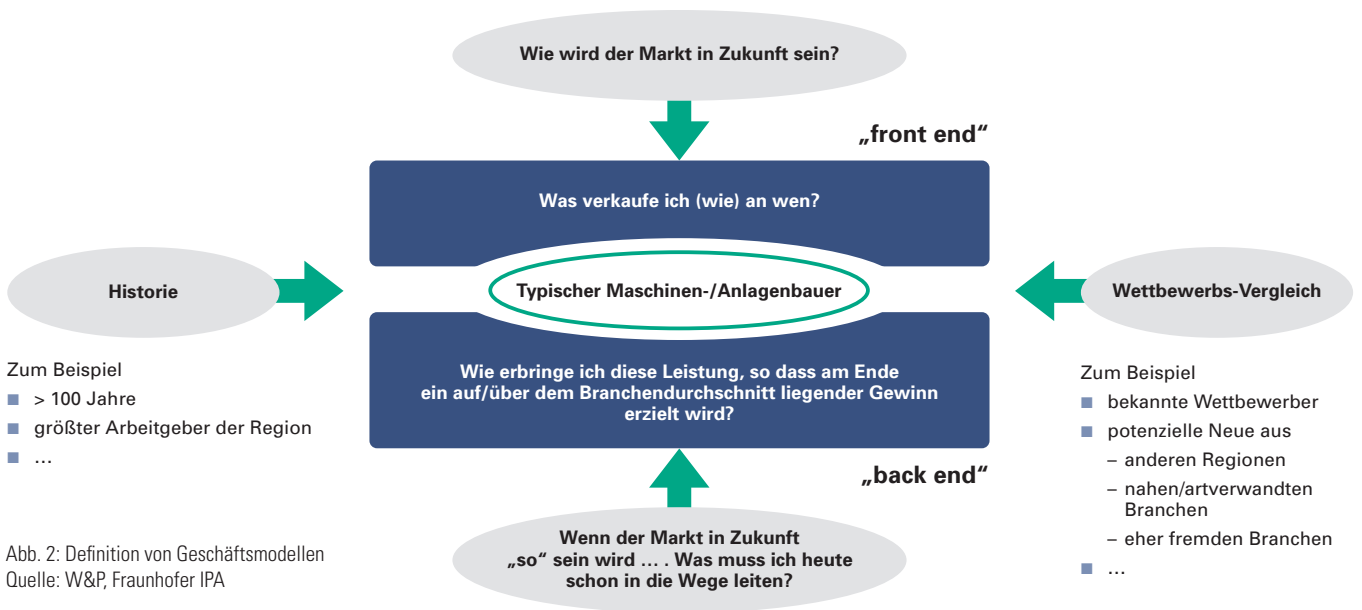 Wie wird der Markt in Zukunft sein?
„front end“
Was verkaufe ich (wie) an wen?
Historie
Typischer Maschinen-/Anlagenbauer
Wettbewerbs-Vergleich
Zum Beispiel
■ > 100 Jahre
■ größter Arbeitgeber der Region
■ …
Wie erbringe ich diese Leistung, so dass am Ende
ein auf/über dem Branchendurchschnitt liegender Gewinn
erzielt wird?
Zum Beispiel
■ bekannte Wettbewerber
■ potenzielle Neue aus
– anderen Regionen
– nahen/artverwandten
Branchen
– eher fremden Branchen
■ …
„back end“
Wenn der Markt in Zukunft
„so“ sein wird … . Was muss ich heute
schon in die Wege leiten?
Abb. 2: Definition von Geschäftsmodellen
Quelle: W&P, Fraunhofer IPA